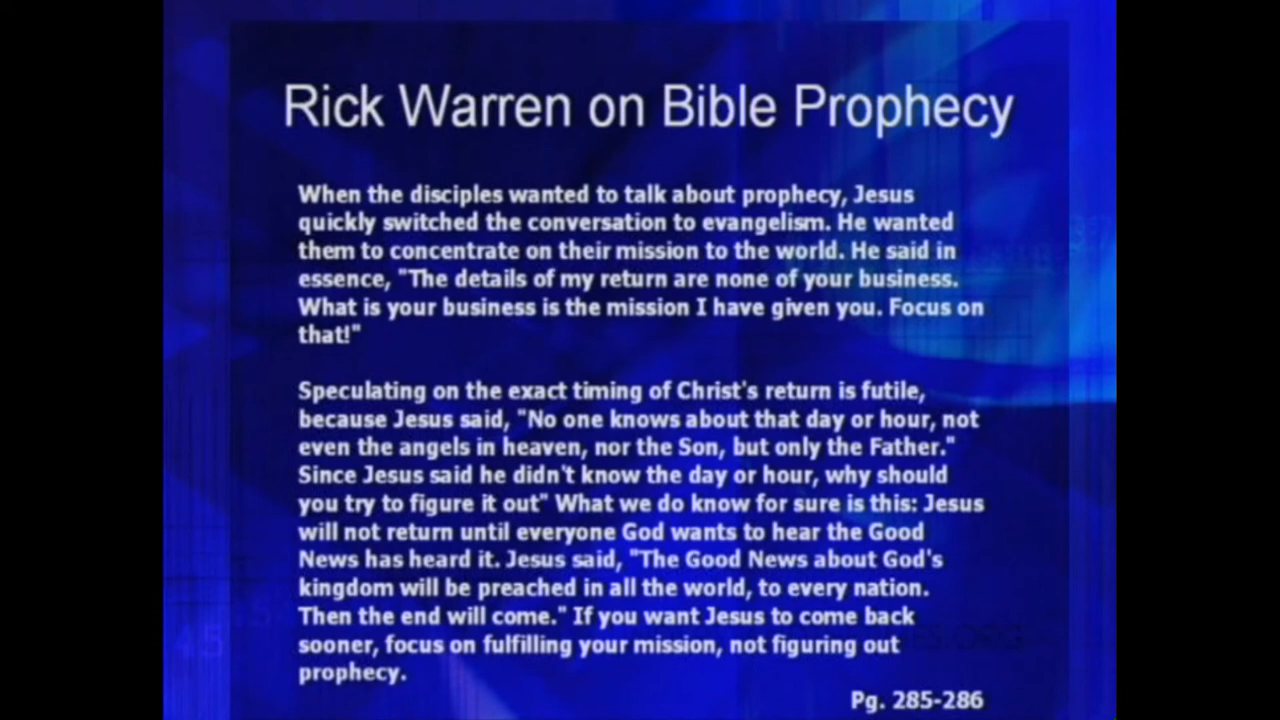 Rick Warren on Bible Prophecy
When the disciples wanted to talk about prophecy, Jesus
quickly switched the conversation to evangelism. He wanted
them to concentrate on their mission to the world. He said in
essence, "The details of my return are none of your business.
What is your business is the mission I have given you. Focus on
that!"
Speculating on the exact timing of Christ's return is futile,
because Jesus said, "No one knows about that day or hour, not
even the angels in heaven, nor the Son, but only the Father."
Since Jesus said he didn't know the day or hour, why should
you try to figure it out" What we do know for sure is this: Jesus
will not return until everyone God wants to hear the Good
News has heard it. Jesus said, "The Good News about God's
kingdom will be preached in all the world, to every nation.
Then the end will come." If you want Jesus to come back
sooner, focus on fulfilling your mission, not figuring out
prophecy.
Pg. 285-286